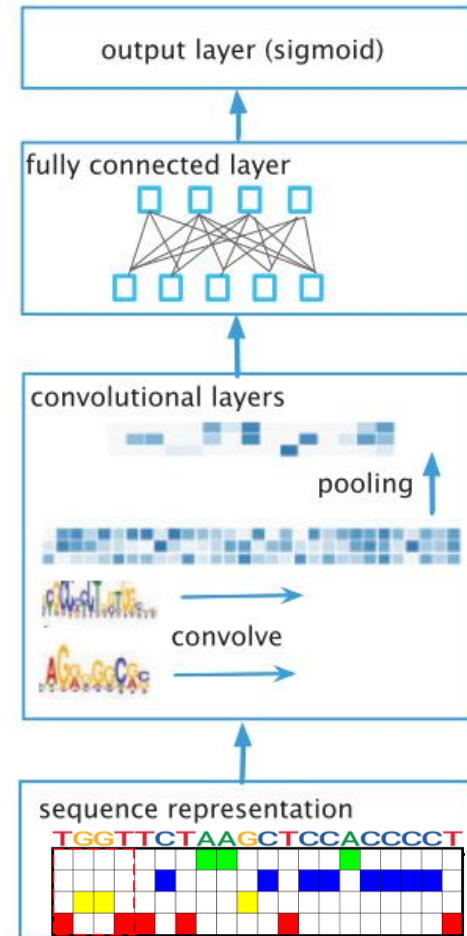 output layer (sigmoid)
fully connected layer
convolutional layers
pooling
convolve
sequence representation
TGGTTCTAAGCTCCACCCCT